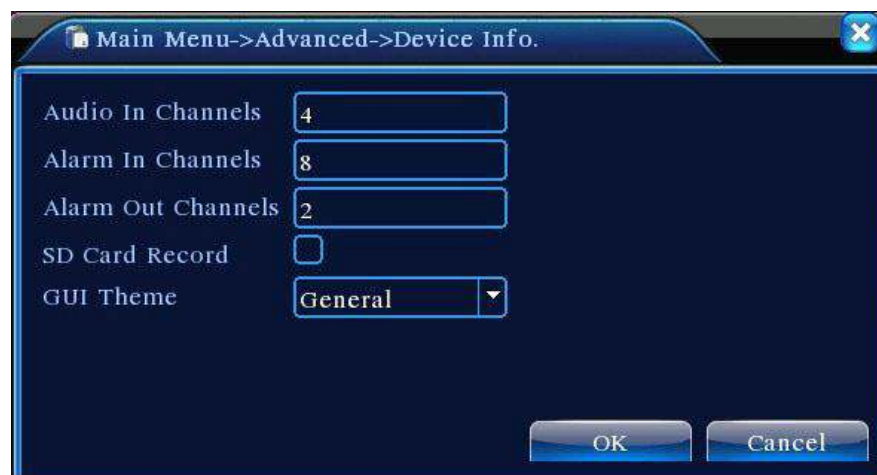 Main Menu->Advanced->Device Info.
Audio In Channels 4
Alarm In Channels 8
Alarm Out Channels 2
SD Card Record
GUI Theme General
OK Cancel